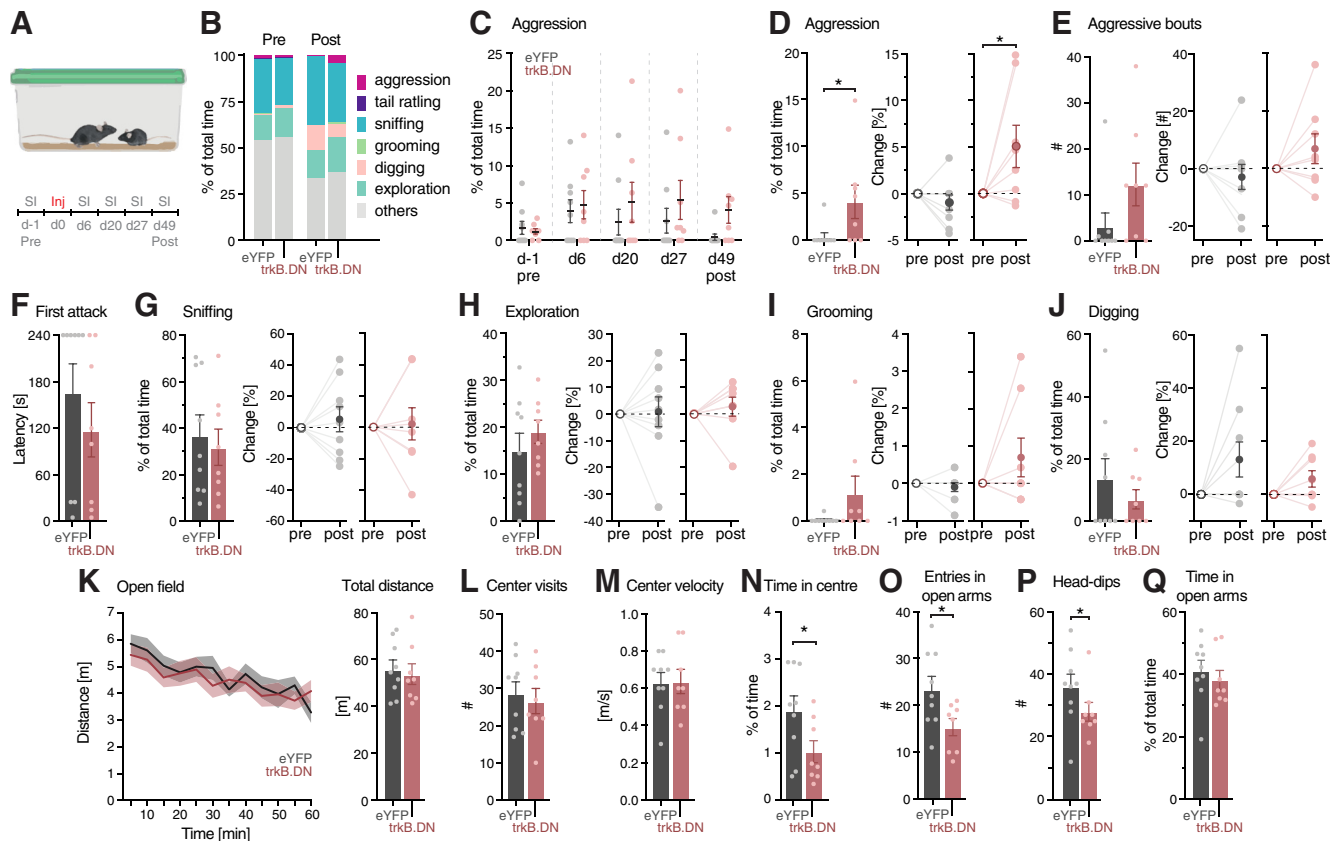 A
SI Inj SI SI SI SI
d-1 d0 d6 d20 d27 d49
Pre Post
B
Pre Post
% of total time
100
75
50
25
0
eYFP eYFP
trkB.DN trkB.DN
aggression
tail ratling
sniffing
grooming
digging
exploration
others
C Aggression
eYFP
trkB.DN
% of total time
25
20
15
10
5
0
d-1 d6 d20 d27 d49
pre post
D Aggression
% of total time
20
15
10
5
0
*
eYFP
trkB.DN
Change [%]
15
10
5
0
-5
*
pre post pre post
E Aggressive bouts
#
40
30
20
10
0
eYFP
trkB.DN
Change [#]
40
20
0
-20
pre post pre post
F First attack
Latency [s]
240
180
120
60
0
eYFP
trkB.DN
G Sniffing
% of total time
80
60
40
20
0
eYFP
trkB.DN
Change [%]
60
40
20
0
-20
-40
-60
pre post pre post
H Exploration
% of total time
40
30
20
10
0
eYFP
trkB.DN
Change [%]
30
20
10
0
-10
-20
-30
-40
pre post pre post
I Grooming
% of total time
8
6
4
2
0
eYFP
trkB.DN
Change [%]
4
3
2
1
0
-1
pre post pre post
J Digging
% of total time
60
40
20
0
eYFP
trkB.DN
Change [%]
60
40
20
0
pre post pre post
K Open field
Distance [m]
7
6
5
4
3
2
1
0
10 20 30 40 50 60
Time [min]
eYFP
trkB.DN
Total distance
[m]
80
60
40
20
0
eYFP
trkB.DN
L Center visits
#
50
40
30
20
10
0
eYFP
trkB.DN
M Center velocity
[m/s]
1.0
0.8
0.6
0.4
0.2
0.0
eYFP
trkB.DN
N Time in centre
% of time
4
3
2
1
0
*
eYFP
trkB.DN
O Entries in
open arms
#
40
30
20
10
0
*
eYFP
trkB.DN
P Head-dips
#
60
40
20
0
*
eYFP
trkB.DN
Q Time in
open arms
% of total time
60
40
20
0
eYFP
trkB.DN